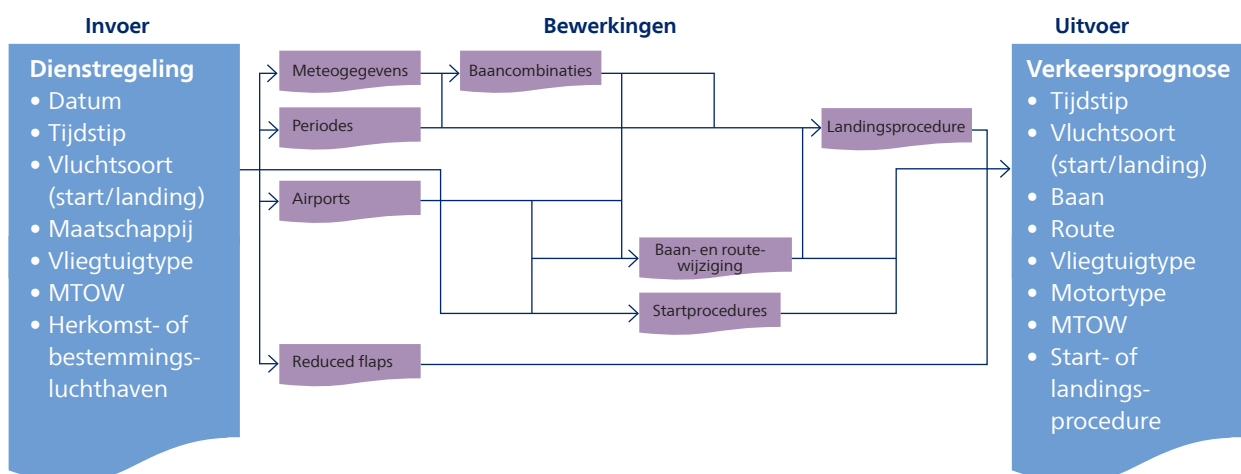 Invoer
Bewerkingen
Uitvoer
Dienstregeling
• Datum
• Tijdstip
• Vluchtsoort
(start/landing)
• Maatschappij
• Vliegtuigtype
• MTOW
• Herkomst- of
bestemmings-
luchthaven
Meteogegevens
Baancombinaties
Periodes
Landingsprocedure
Airports
Baan- en route-
wijziging
Startprocedures
Reduced flaps
Verkeersprognose
• Tijdstip
• Vluchtsoort
(start/landing)
• Baan
• Route
• Vliegtuigtype
• Motortype
• MTOW
• Start- of
landings-
procedure